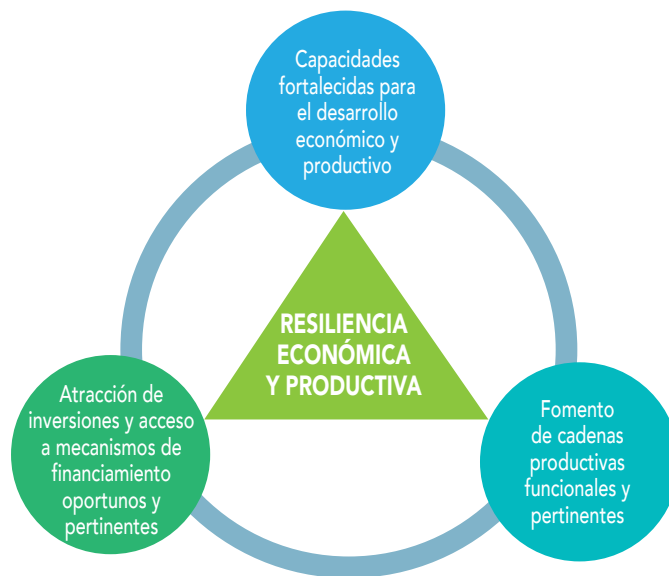 Capacidades
fortalecidas para
el desarrollo
económico y
productivo
RESILIENCIA
ECONÓMICA
Y PRODUCTIVA
Atracción de
inversiones y acceso
a mecanismos de
financiamiento
oportunos y
pertinentes
Fomento
de cadenas
productivas
funcionales y
pertinentes